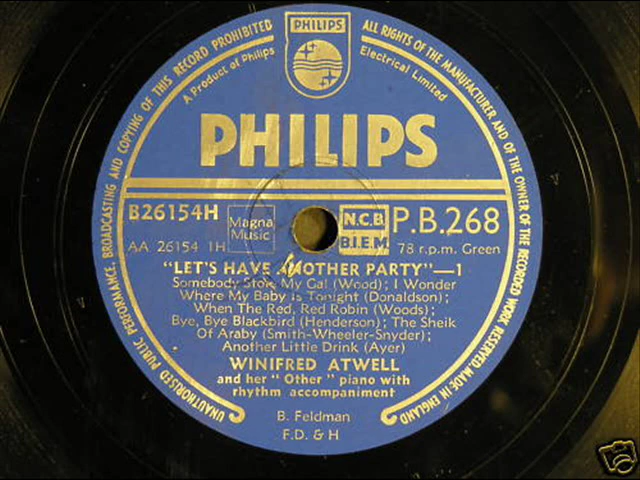 UNAUTHORISED PUBLIC PERFORMANCE, BROADCASTING AND COPYING OF THIS RECORD PROHIBITED
ALL RIGHTS OF THE MANUFACTURER AND OF THE OWNER OF THE RECORDED WORK RESERVED. MADE IN ENGLAND
A Product of Philips Electrical Limited
PHILIPS
PHILIPS
B26154H
Magna
Music
N.C.B.
B.I.E.M.
P.B.268
AA 26154 1H
78 r.p.m. Green
"LET'S HAVE ANOTHER PARTY"—1
Somebody Stole My Gal (Wood); I Wonder
Where My Baby Is Tonight (Donaldson);
When The Red, Red Robin (Woods);
Bye, Bye Blackbird (Henderson); The Sheik
Of Araby (Smith-Wheeler-Snyder);
Another Little Drink (Ayer)
WINIFRED ATWELL
and her "Other" piano with
rhythm accompaniment
B. Feldman
F.D. & H